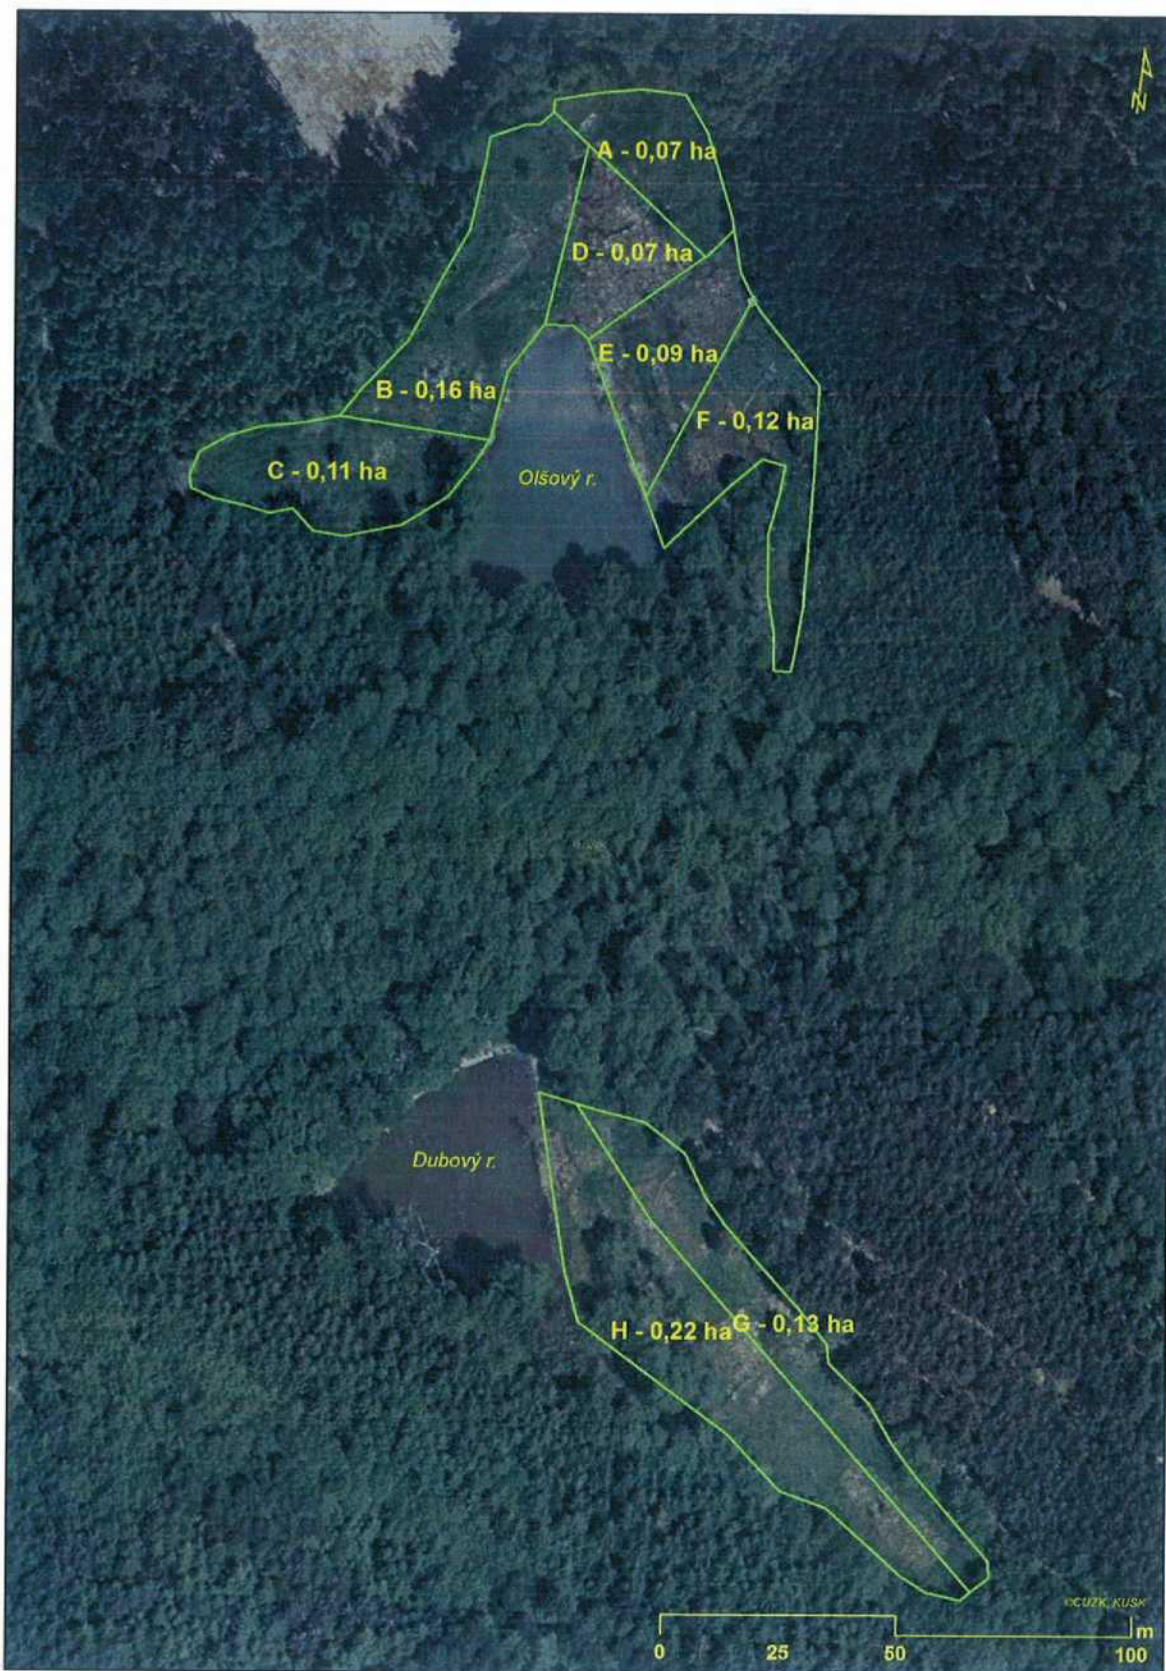 N
A - 0,07 ha
D - 0,07 ha
E - 0,09 ha
B - 0,16 ha
F - 0,12 ha
C - 0,11 ha
Olšový r.
Dubový r.
H - 0,22 ha
G - 0,13 ha
©CUZK, KUSK
m
0 25 50 100